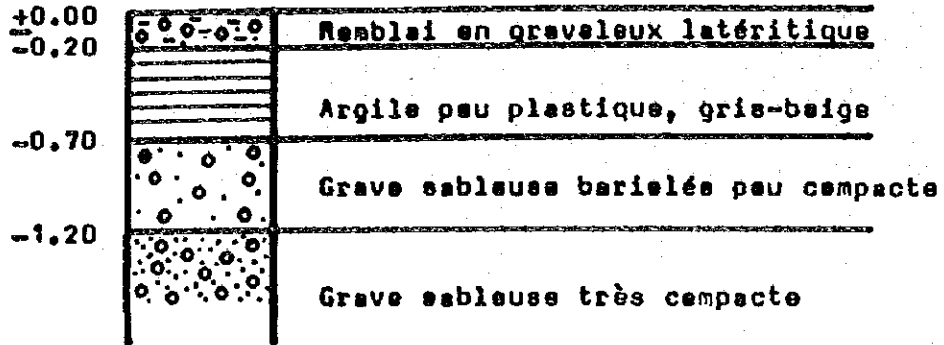 +0.00
Remblai en graveleux latéritique
-0.20
Argile peu plastique, gris-beige
-0.70
Grave sableuse bariolée peu compacte
-1.20
Grave sableuse très compacte